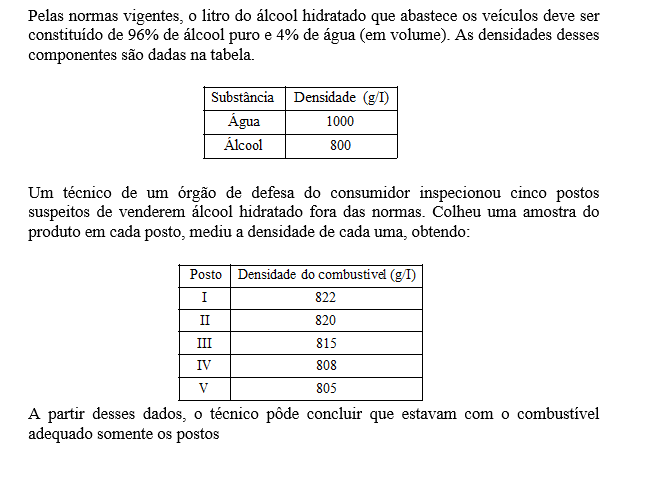 Pelas normas vigentes, o litro do álcool hidratado que abastece os veículos deve ser
constituído de 96% de álcool puro e 4% de água (em volume). As densidades desses
componentes são dadas na tabela.
Substância Densidade (g/l)
Água 1000
Álcool 800
Um técnico de um órgão de defesa do consumidor inspecionou cinco postos
suspeitos de venderem álcool hidratado fora das normas. Colheu uma amostra do
produto em cada posto, mediu a densidade de cada uma, obtendo:
Posto Densidade do combustível (g/l)
I 822
II 820
III 815
IV 808
V 805
A partir desses dados, o técnico pôde concluir que estavam com o combustível
adequado somente os postos